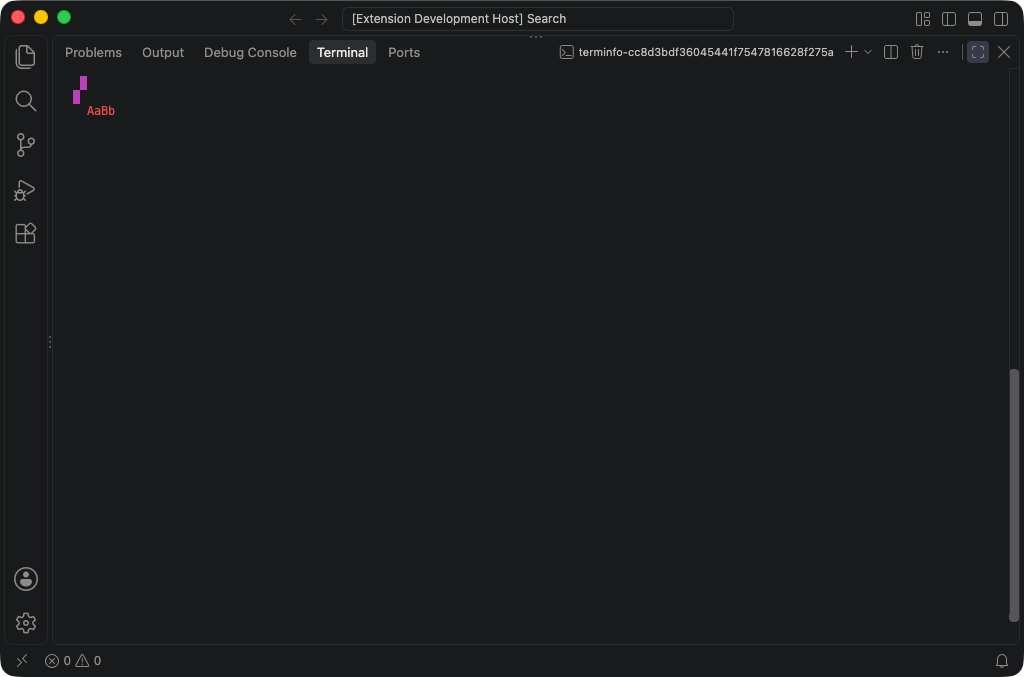 [Extension Development Host] Search
Problems Output Debug Console Terminal Ports terminfo-cc8d3bdf36045441f7547816628f275a
AaBb
0 0